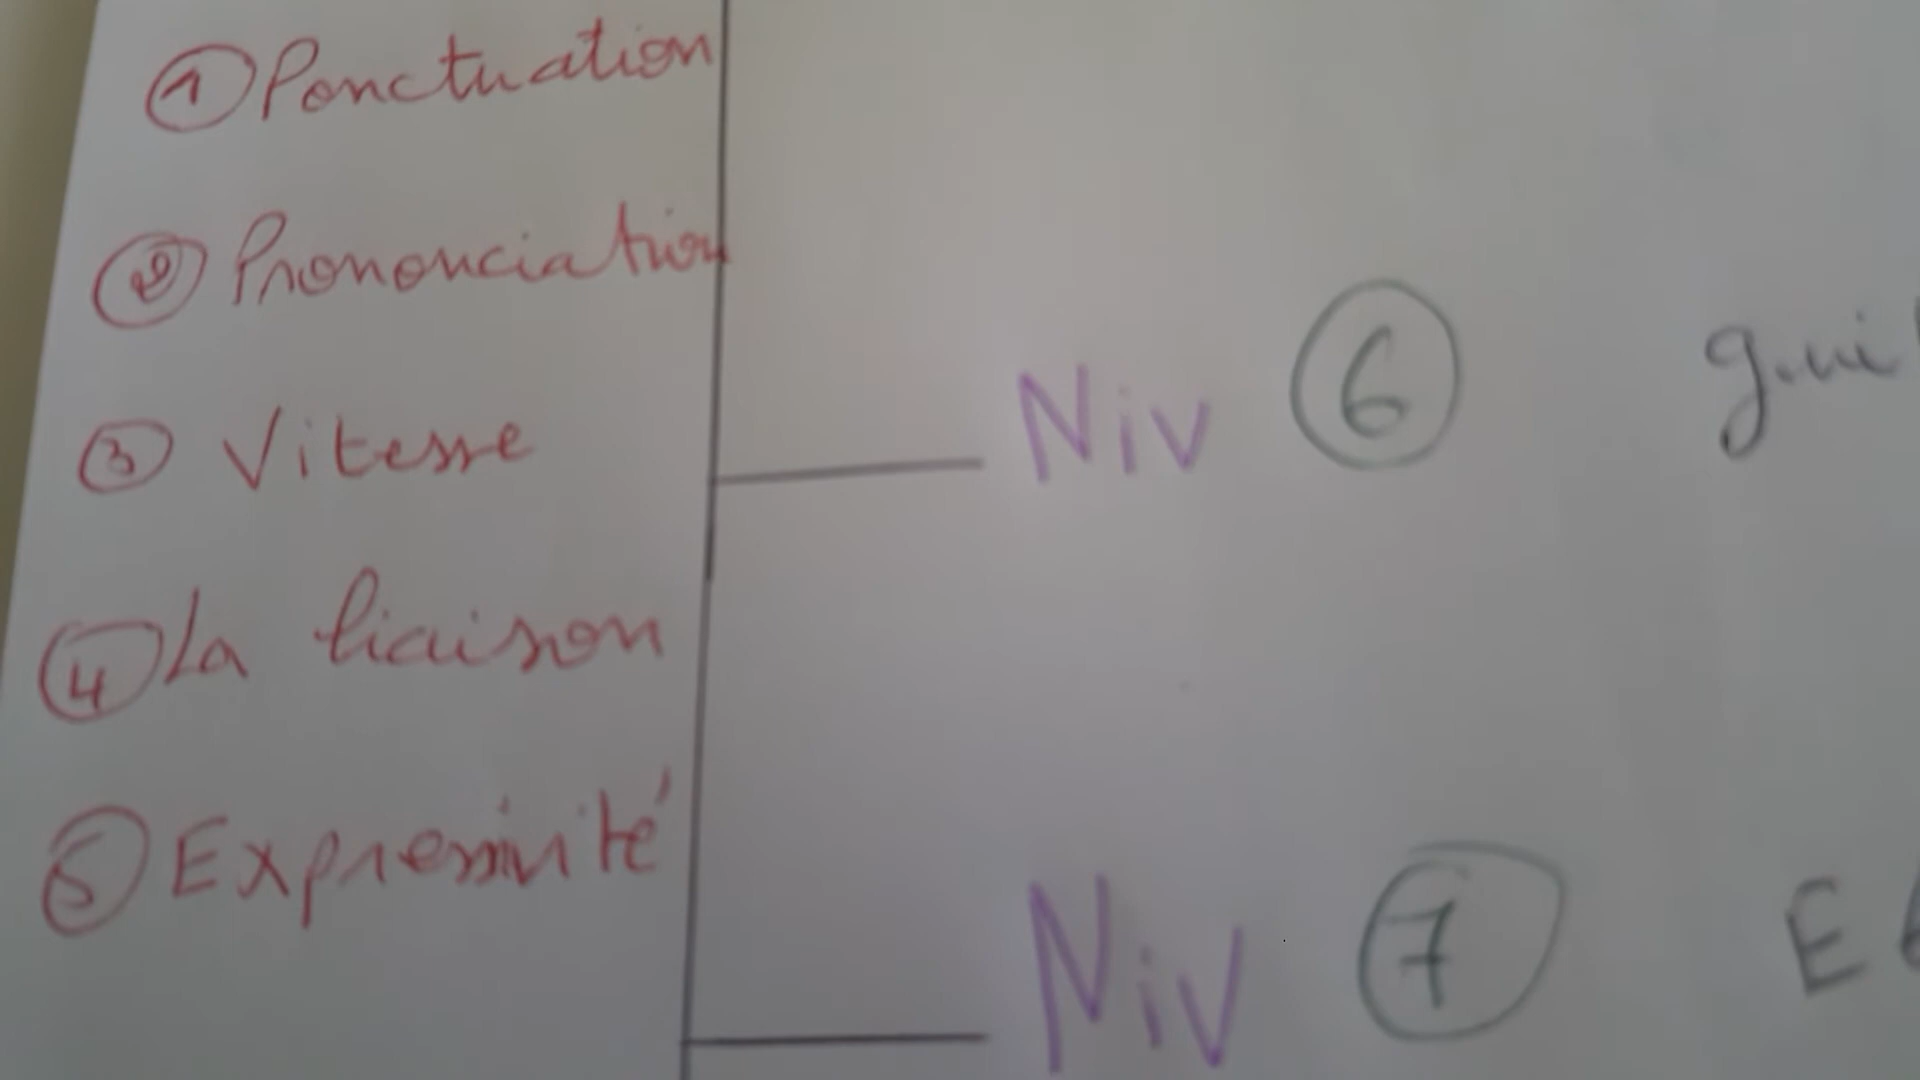 ① Ponctuation
② Prononciation
③ Vitesse
④ La liaison
⑤ Expressivité
Niv ⑥
Niv ⑦ E